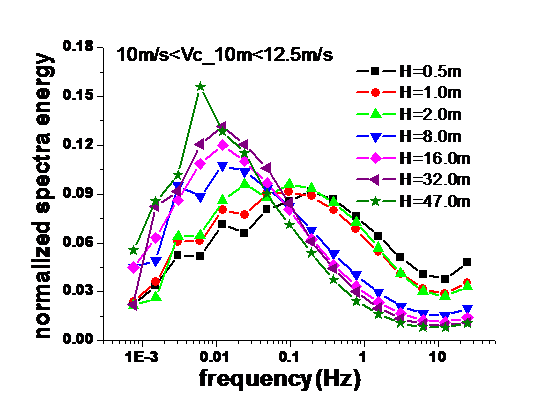 10m/s<Vc_10m<12.5m/s
H=0.5m
H=1.0m
H=2.0m
H=8.0m
H=16.0m
H=32.0m
H=47.0m
normalized spectra energy
0.18
0.15
0.12
0.09
0.06
0.03
0.00
1E-3 0.01 0.1 1 10
frequency(Hz)